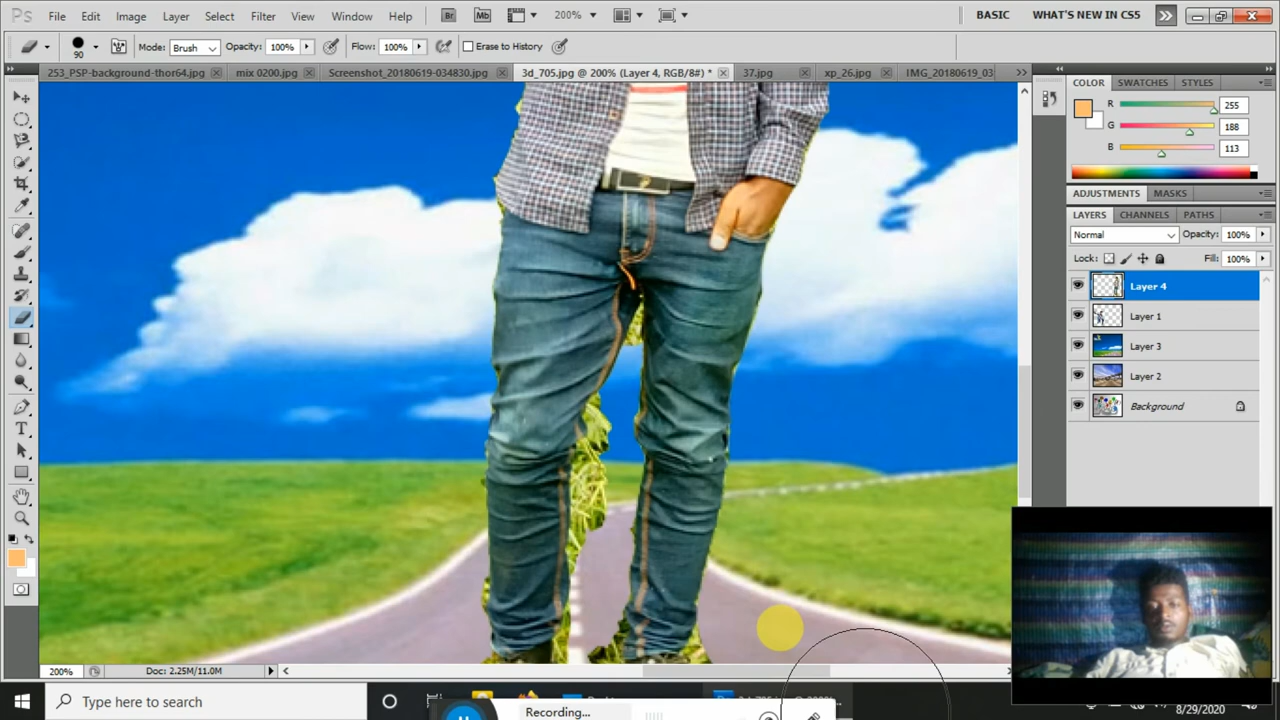 Ps File Edit Image Layer Select Filter View Window Help Br Mb 200% BASIC WHAT'S NEW IN CS5
90 Mode: Brush Opacity: 100% Flow: 100% Erase to History
253_PSP-background-thor64.jpg mix 0200.jpg Screenshot_20180619-034830.jpg 3d_705.jpg @ 200% (Layer 4, RGB/8#) * 37.jpg xp_26.jpg IMG_20180619_03
COLOR SWATCHES STYLES
R 255
G 188
B 113
ADJUSTMENTS MASKS
LAYERS CHANNELS PATHS
Normal Opacity: 100%
Lock: Fill: 100%
Layer 4
Layer 1
Layer 3
Layer 2
Background
200% Doc: 2.25M/11.0M
Type here to search
Recording...
8/29/2020